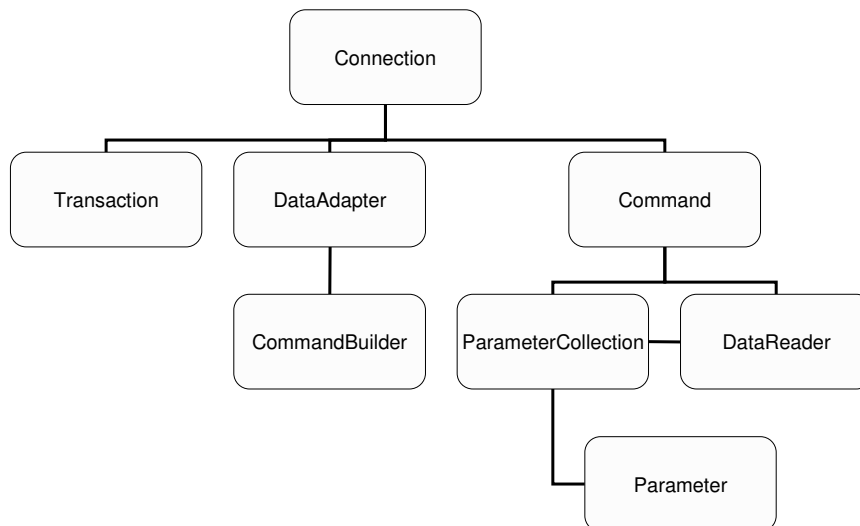 Connection
Transaction
DataAdapter
Command
CommandBuilder
ParameterCollection
DataReader
Parameter